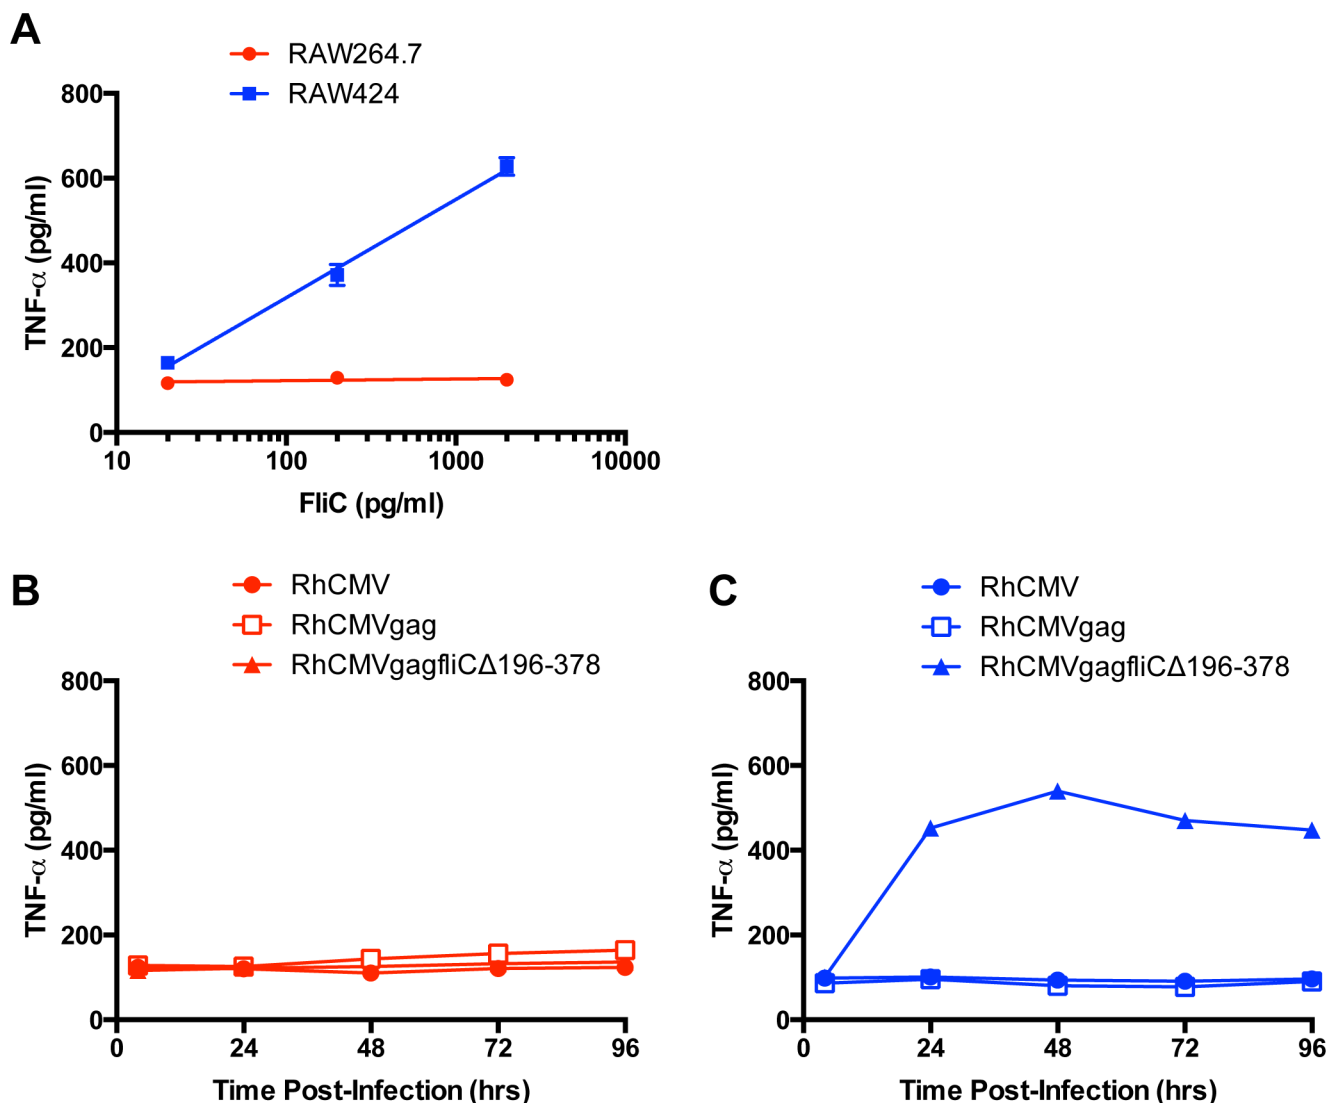 A
RAW264.7
RAW424
800
600
400
200
0
TNF-α (pg/ml)
10 100 1000 10000
FliC (pg/ml)
B
RhCMV
RhCMVgag
RhCMVgagfliCΔ196-378
800
600
400
200
0
TNF-α (pg/ml)
0 24 48 72 96
Time Post-Infection (hrs)
C
RhCMV
RhCMVgag
RhCMVgagfliCΔ196-378
800
600
400
200
0
TNF-α (pg/ml)
0 24 48 72 96
Time Post-Infection (hrs)